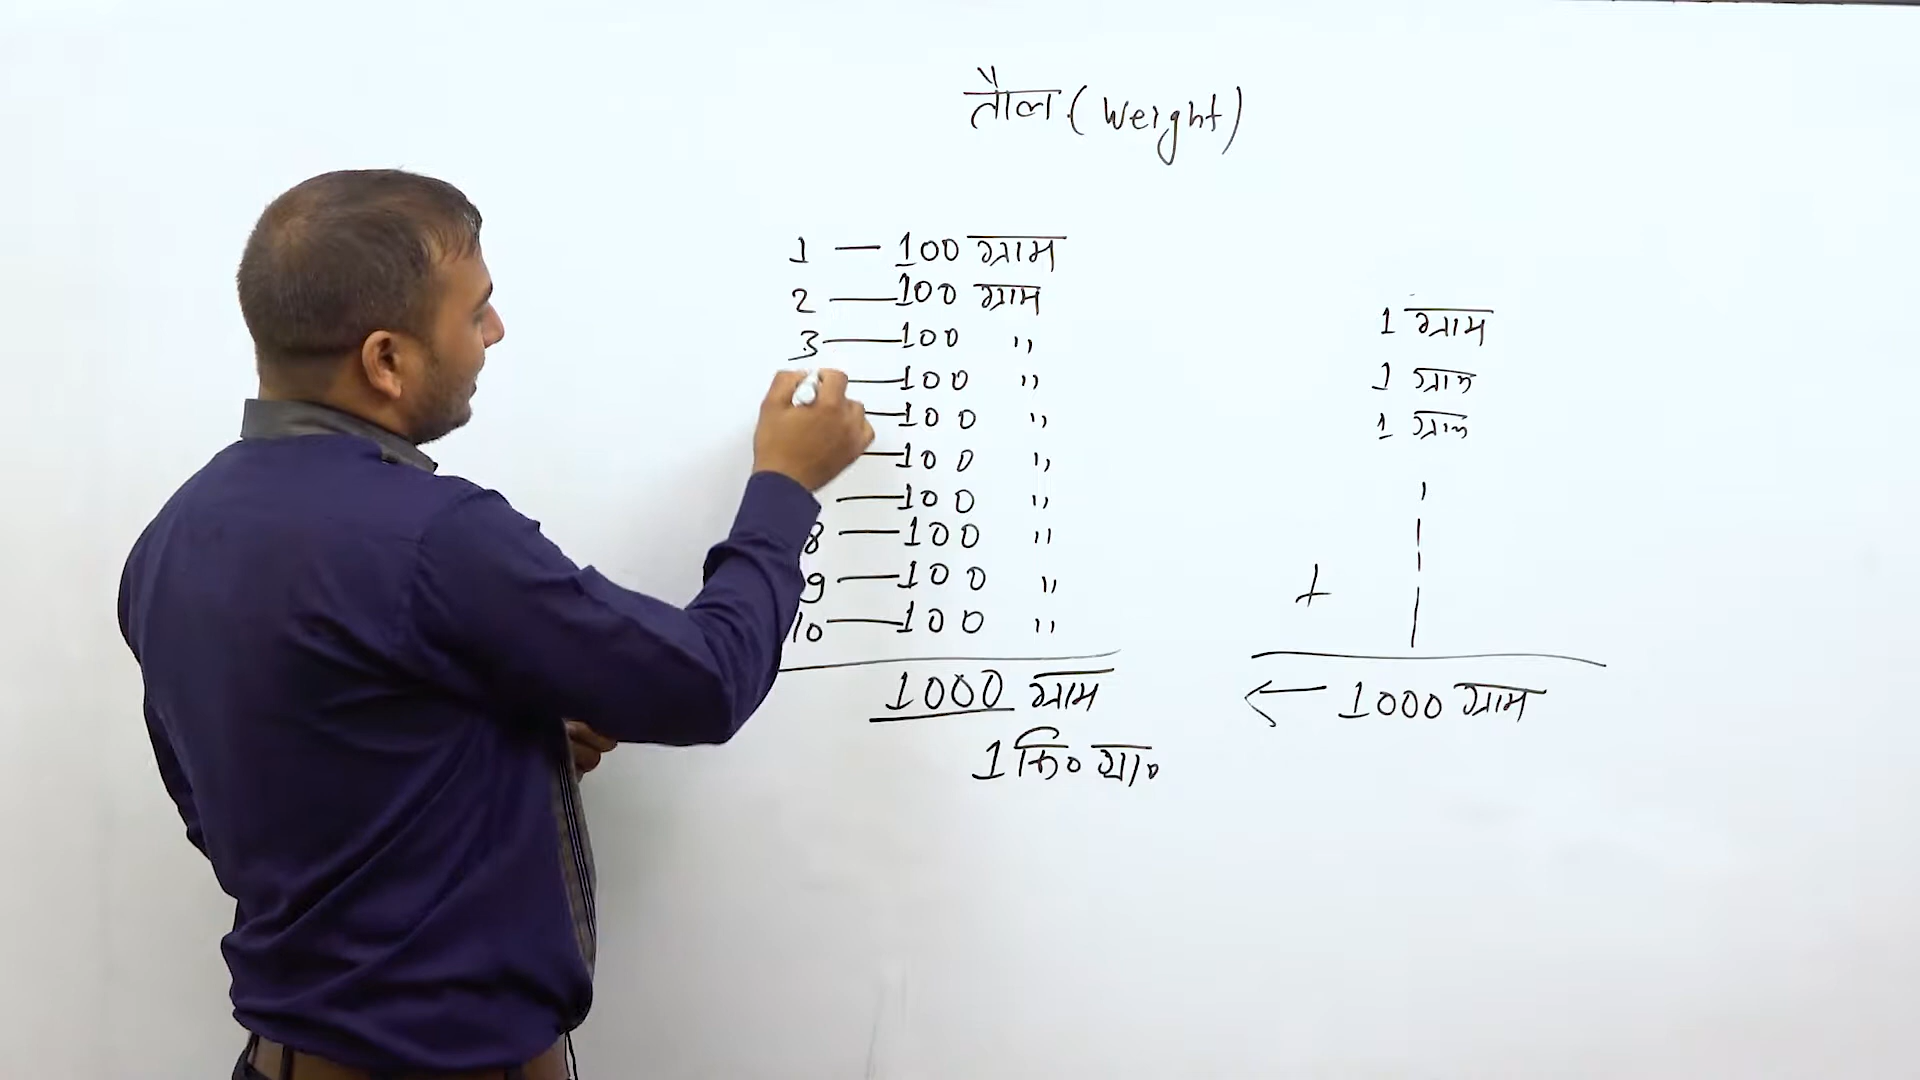 तौल (Weight)
1 — 100 ग्राम
2 — 100 ग्राम
3 — 100 "
— 100 "
— 100 "
— 100 "
— 100 "
8 — 100 "
9 — 100 "
10 — 100 "
1000 ग्राम
1 कि० ग्रा०
1 ग्राम
1 ग्राम
1 ग्राम
+
← 1000 ग्राम